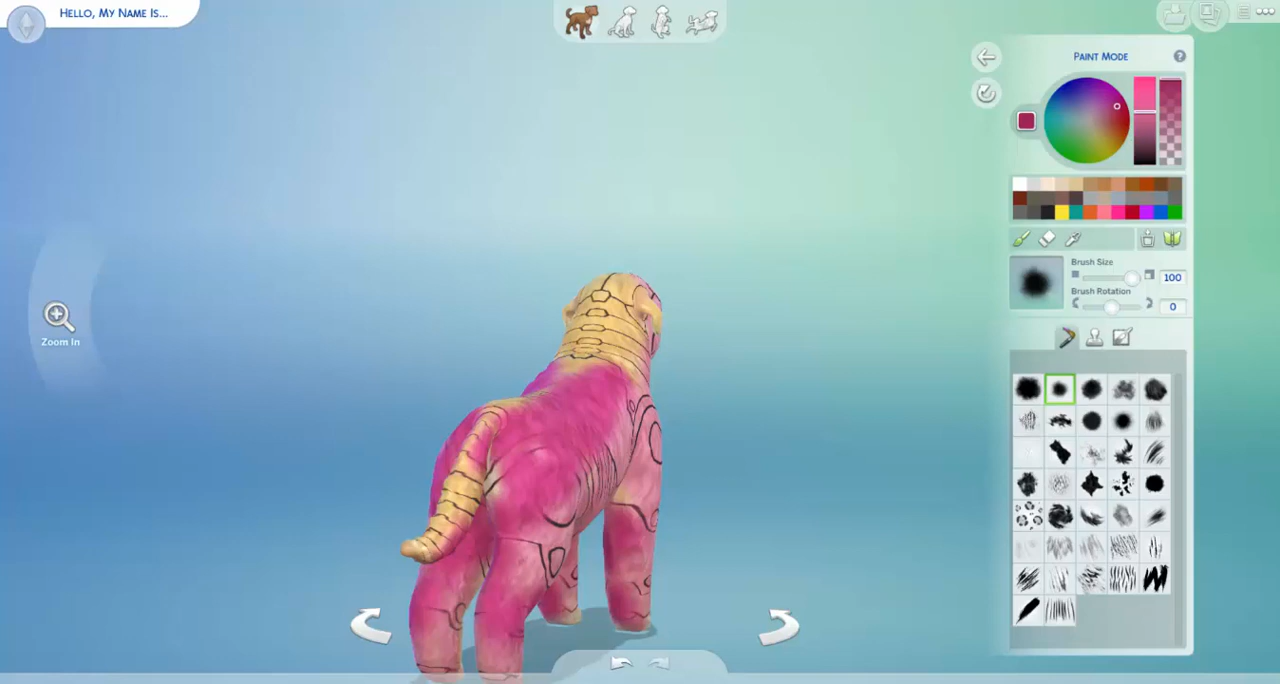 Hello, My Name Is...
Paint Mode
?
Brush Size
100
Brush Rotation
0
Zoom In